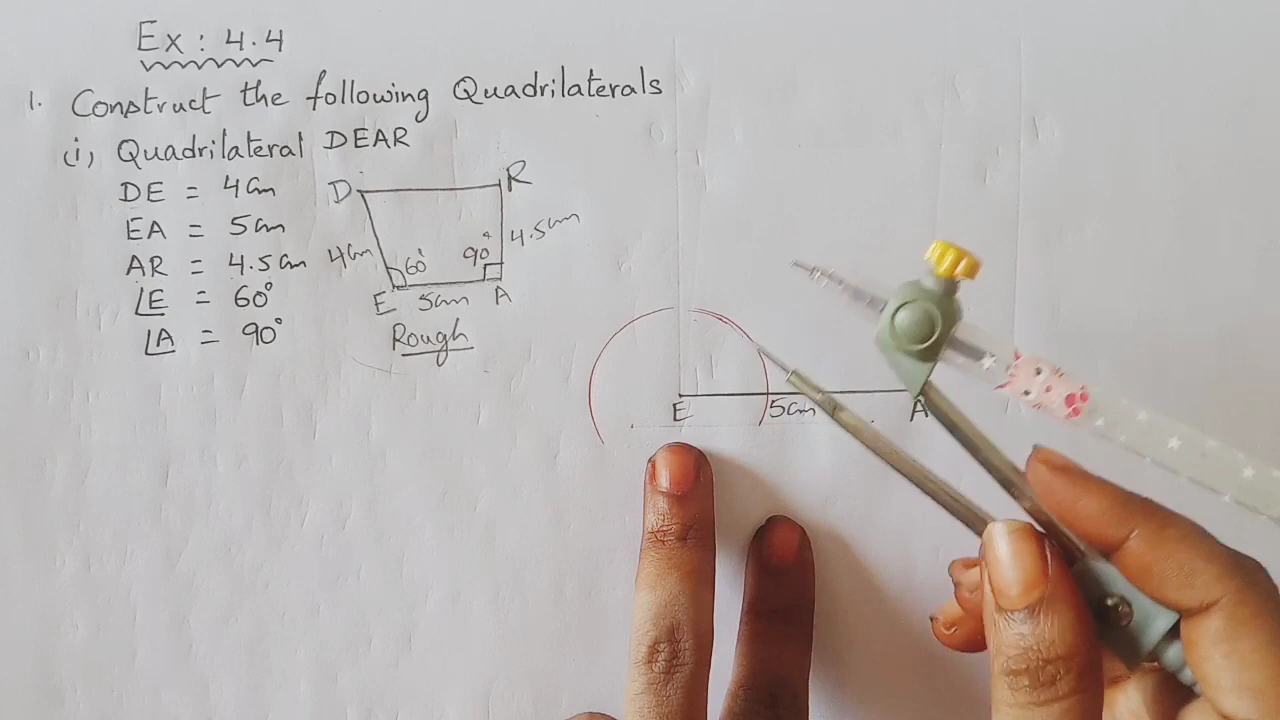 Ex : 4.4
1. Construct the following Quadrilaterals
(i) Quadrilateral DEAR
DE = 4cm
EA = 5cm
AR = 4.5cm
∠E = 60°
∠A = 90°
D R
4cm 60° 90° 4.5cm
E 5cm A
Rough
E 5cm A